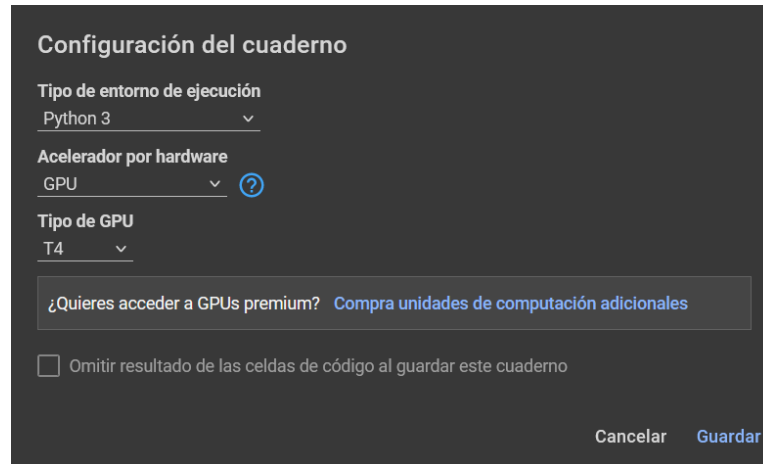 Configuración del cuaderno
Tipo de entorno de ejecución
Python 3
Acelerador por hardware
GPU
Tipo de GPU
T4
¿Quieres acceder a GPUs premium? Compra unidades de computación adicionales
Omitir resultado de las celdas de código al guardar este cuaderno
Cancelar Guardar